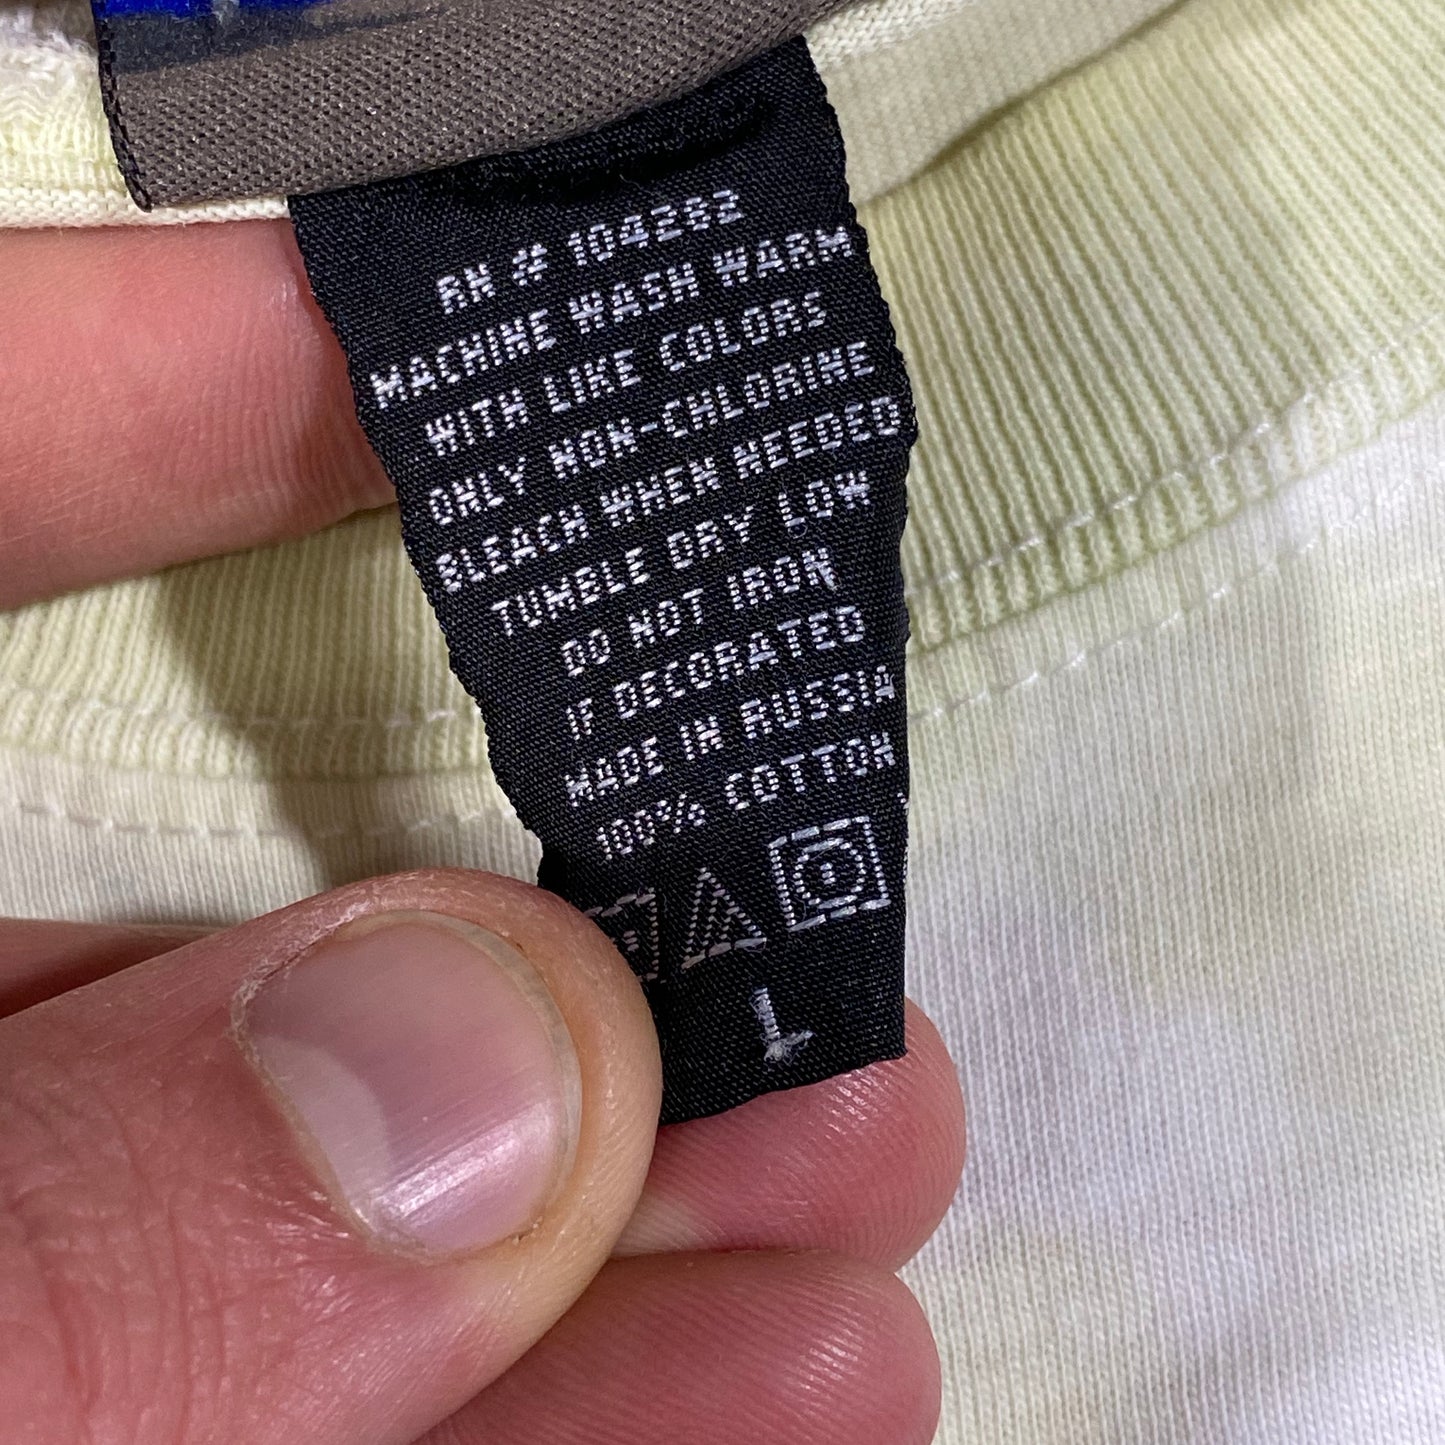 RN # 104282
MACHINE WASH WARM
WITH LIKE COLORS
ONLY NON-CHLORINE
BLEACH WHEN NEEDED
TUMBLE DRY LOW
DO NOT IRON
IF DECORATED
MADE IN RUSSIA
100% COTTON